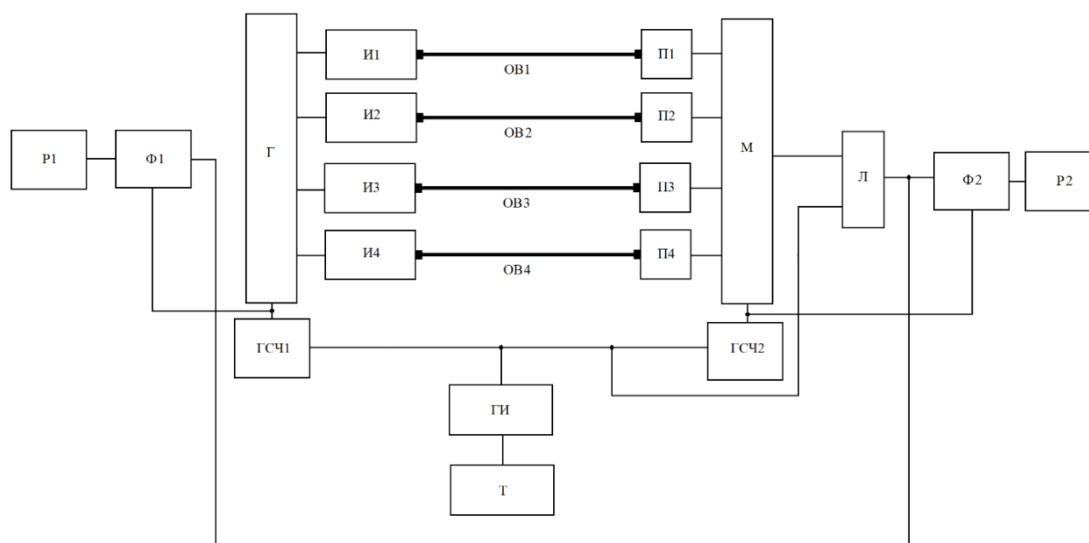 И1
П1
ОВ1
И2
П2
ОВ2
Г
М
Р1
Ф1
И3
П3
ОВ3
Л
Ф2
Р2
И4
П4
ОВ4
ГСЧ1
ГСЧ2
ГИ
Т